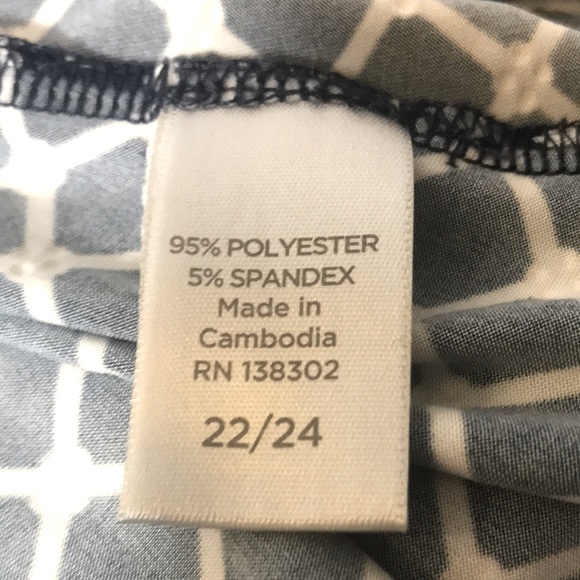 95% POLYESTER
5% SPANDEX
Made in
Cambodia
RN 138302
22/24